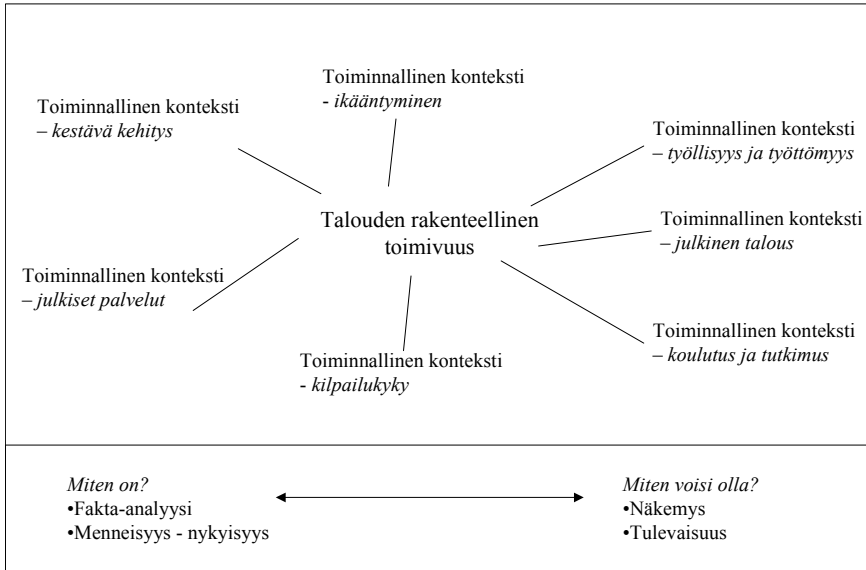 Toiminnallinen konteksti
– kestävä kehitys
Toiminnallinen konteksti
- ikääntyminen
Toiminnallinen konteksti
– työllisyys ja työttömyys
Talouden rakenteellinen
toimivuus
Toiminnallinen konteksti
– julkinen talous
Toiminnallinen konteksti
– julkiset palvelut
Toiminnallinen konteksti
- kilpailukyky
Toiminnallinen konteksti
– koulutus ja tutkimus
Miten on?
•Fakta-analyysi
•Menneisyys - nykyisyys
Miten voisi olla?
•Näkemys
•Tulevaisuus